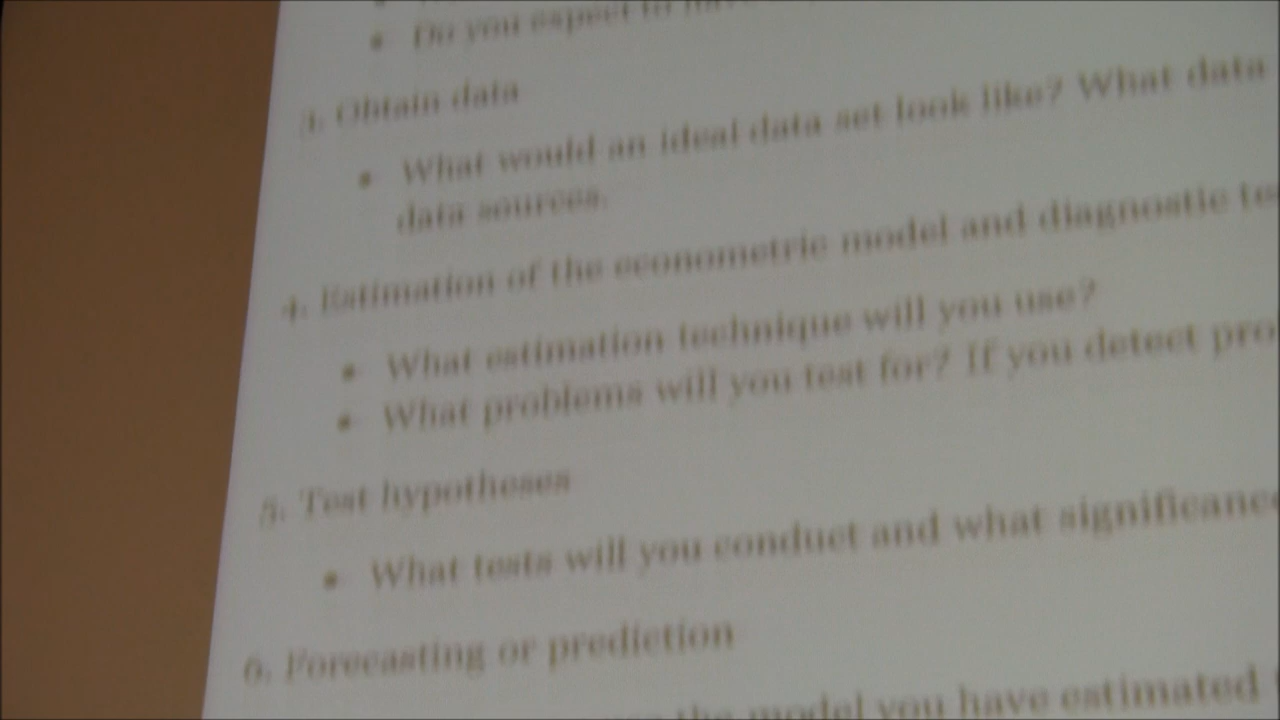 • Do you expect to have
3. Obtain data
• What would an ideal data set look like? What data
data sources.
4. Estimation of the econometric model and diagnostic
• What estimation technique will you use?
• What problems will you test for? If you detect
5. Test hypotheses
• What tests will you conduct and what significance
6. Forecasting or prediction
the model you have estimated